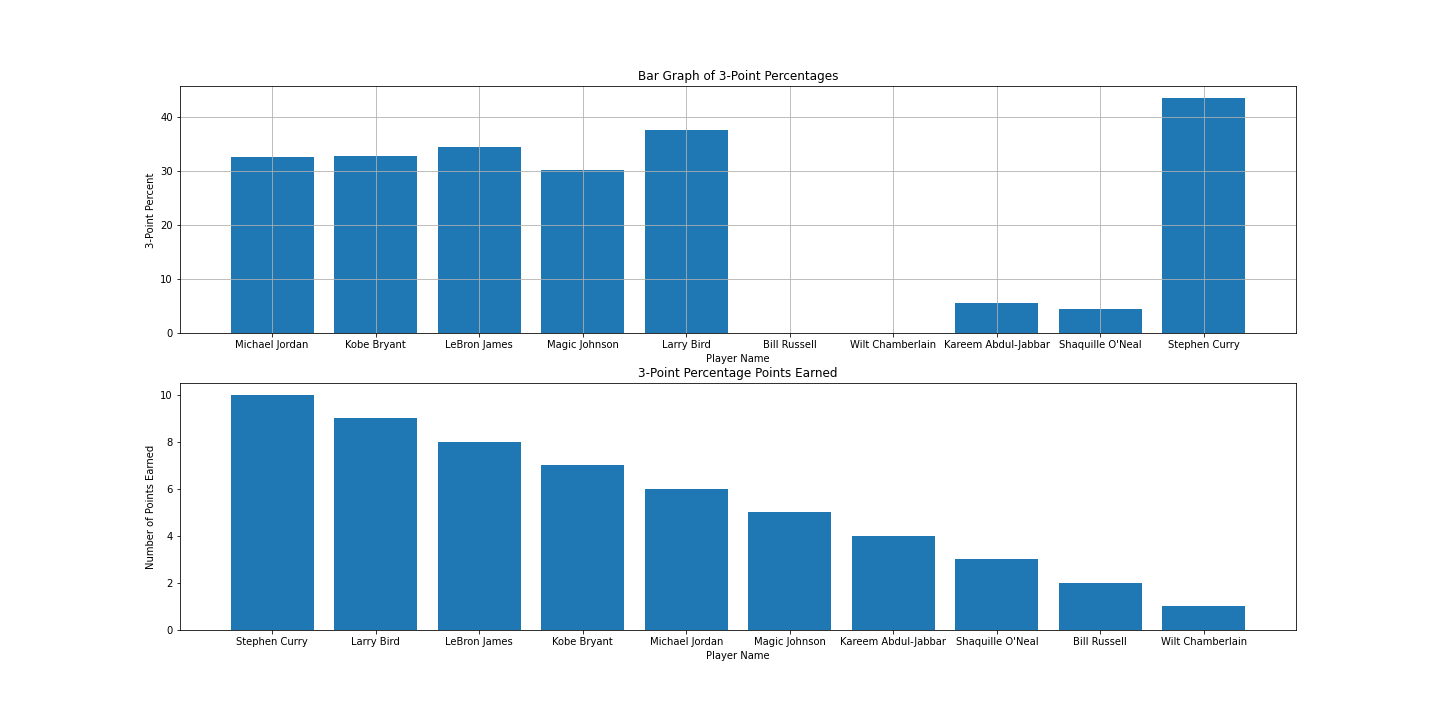 Bar Graph of 3-Point Percentages
3-Point Percent
40
30
20
10
0
Michael Jordan Kobe Bryant LeBron James Magic Johnson Larry Bird Bill Russell Wilt Chamberlain Kareem Abdul-Jabbar Shaquille O'Neal Stephen Curry
Player Name
3-Point Percentage Points Earned
Number of Points Earned
10
8
6
4
2
0
Stephen Curry Larry Bird LeBron James Kobe Bryant Michael Jordan Magic Johnson Kareem Abdul-Jabbar Shaquille O'Neal Bill Russell Wilt Chamberlain
Player Name